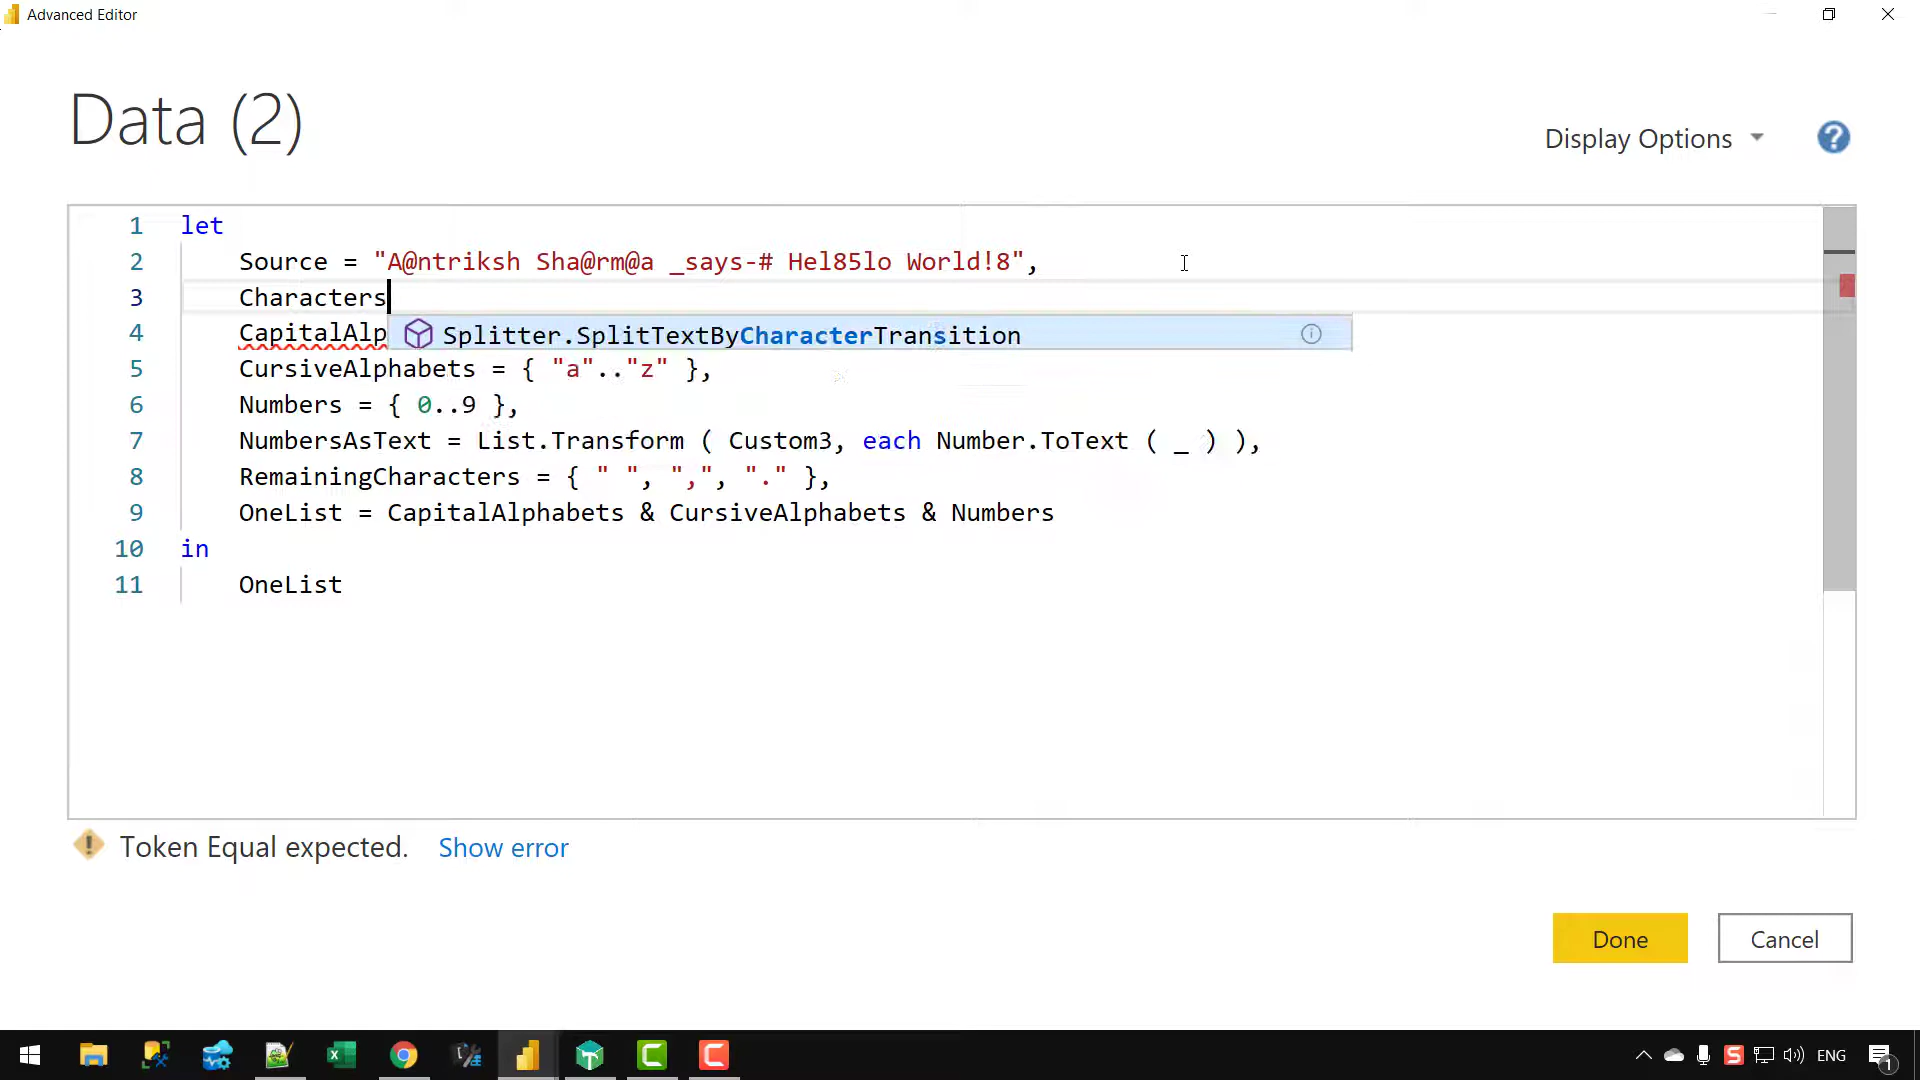 Advanced Editor
Data (2)
Display Options
?
1 let
2 Source = "A@ntriksh Sha@rm@a _says-# Hel85lo World!8",
3 Characters
4 CapitalAlp
Splitter.SplitTextByCharacterTransition
5 CursiveAlphabets = { "a".."z" },
6 Numbers = { 0..9 },
7 NumbersAsText = List.Transform ( Custom3, each Number.ToText ( _ ) ),
8 RemainingCharacters = { " ", ",", "." },
9 OneList = CapitalAlphabets & CursiveAlphabets & Numbers
10 in
11 OneList
Token Equal expected. Show error
Done
Cancel
ENG
1